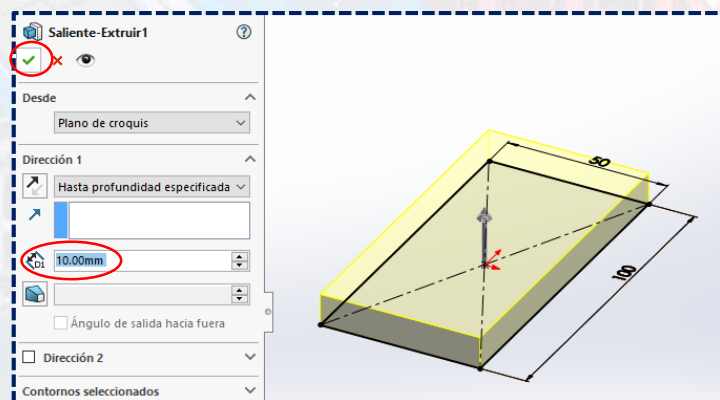 Saliente-Extruir1
Desde
Plano de croquis
Dirección 1
Hasta profundidad especificada
D1
10.00mm
Ángulo de salida hacia fuera
Dirección 2
Contornos seleccionados
50
100